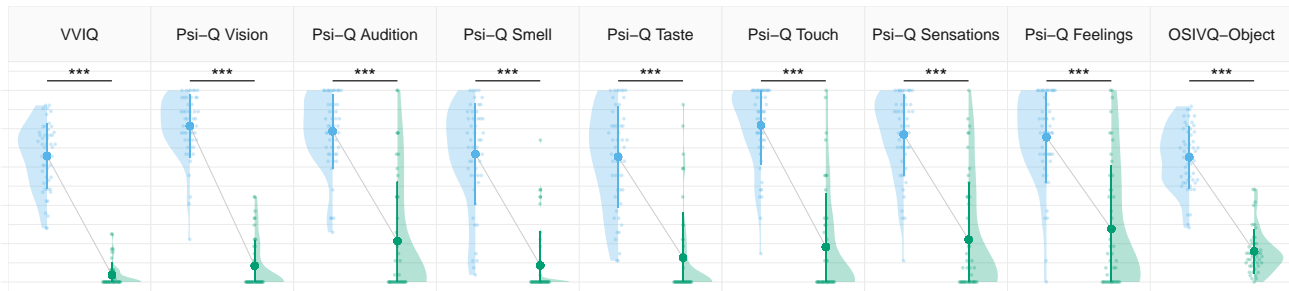 VVIQ Psi−Q Vision Psi−Q Audition Psi−Q Smell Psi−Q Taste Psi−Q Touch Psi−Q Sensations Psi−Q Feelings OSIVQ−Object
*** *** *** *** *** *** *** *** ***